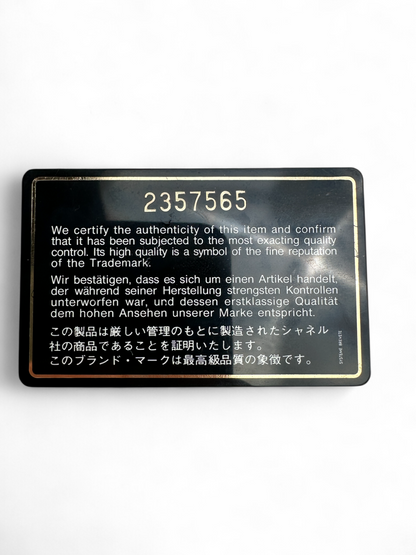 2357565
We certify the authenticity of this item and confirm
that it has been subjected to the most exacting quality
control. Its high quality is a symbol of the fine reputation
of the Trademark.
Wir bestätigen, dass es sich um einen Artikel handelt,
der während seiner Herstellung strengsten Kontrollen
unterworfen war, und dessen erstklassige Qualität
dem hohen Ansehen unserer Marke entspricht.
この製品は厳しい管理のもとに製造されたシャネル
社の商品であることを証明いたします。
このブランド・マークは最高級品質の象徴です。